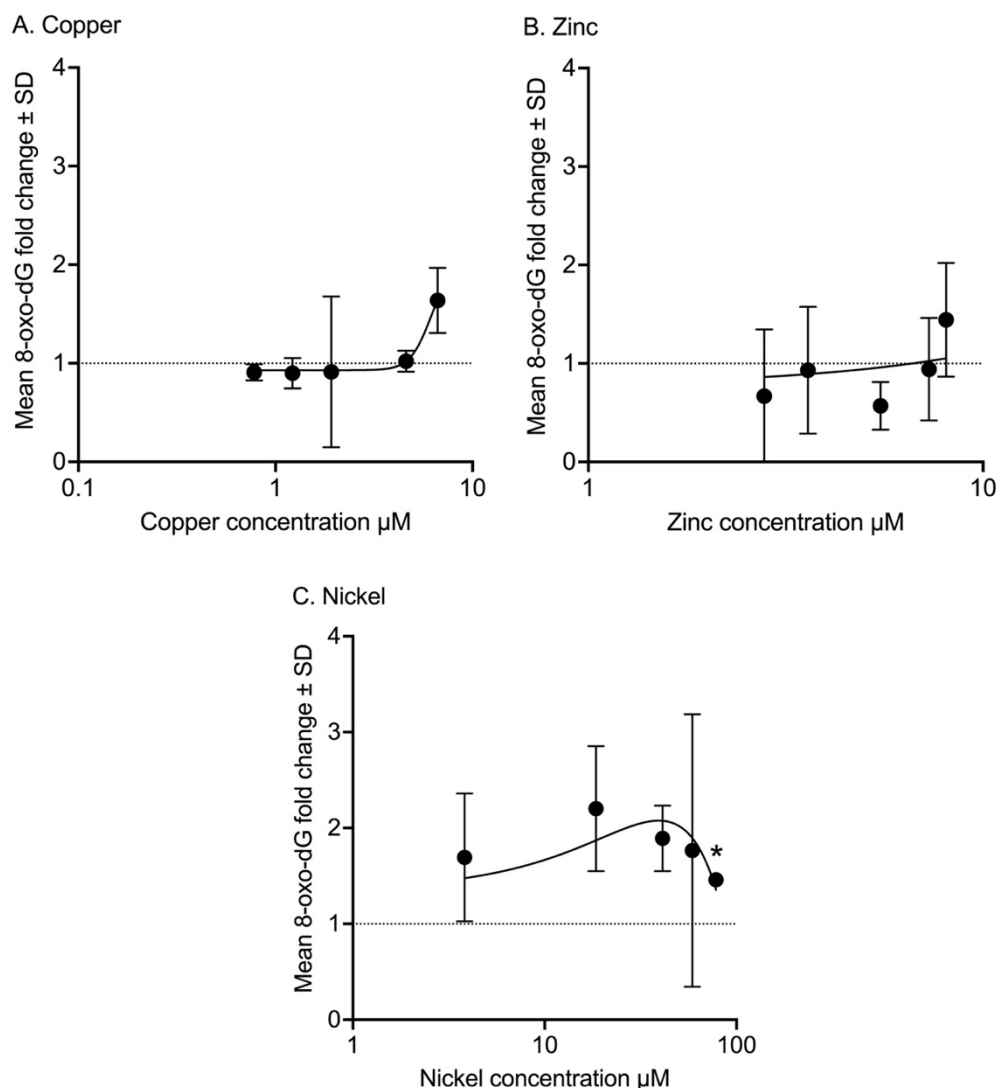 A. Copper
Mean 8-oxo-dG fold change ± SD
4
3
2
1
0
0.1
1
10
Copper concentration µM
B. Zinc
Mean 8-oxo-dG fold change ± SD
4
3
2
1
0
1
10
Zinc concentration µM
C. Nickel
Mean 8-oxo-dG fold change ± SD
4
3
2
1
0
*
1
10
100
Nickel concentration µM